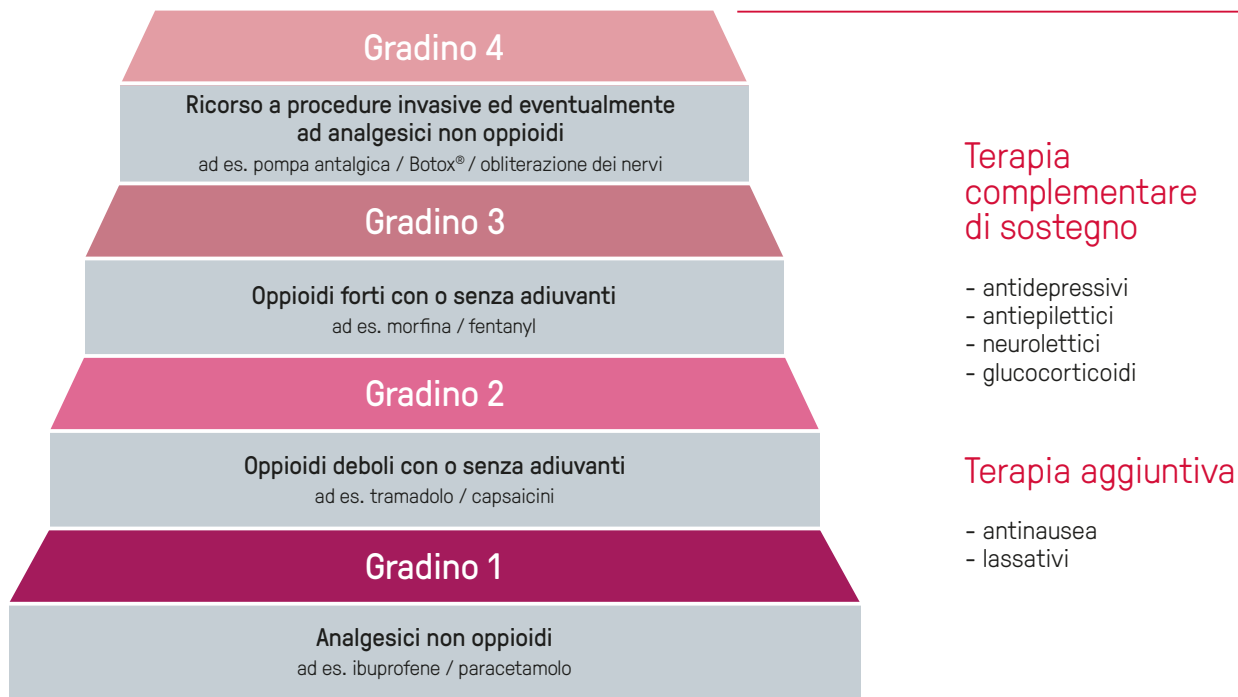 Gradino 4
Ricorso a procedure invasive ed eventualmente
ad analgesici non oppioidi
ad es. pompa antalgica / Botox® / obliterazione dei nervi
Gradino 3
Oppioidi forti con o senza adiuvanti
ad es. morfina / fentanyl
Gradino 2
Oppioidi deboli con o senza adiuvanti
ad es. tramadolo / capsaicini
Gradino 1
Analgesici non oppioidi
ad es. ibuprofene / paracetamolo
Terapia
complementare
di sostegno
- antidepressivi
- antiepilettici
- neurolettici
- glucocorticoidi
Terapia aggiuntiva
- antinausea
- lassativi